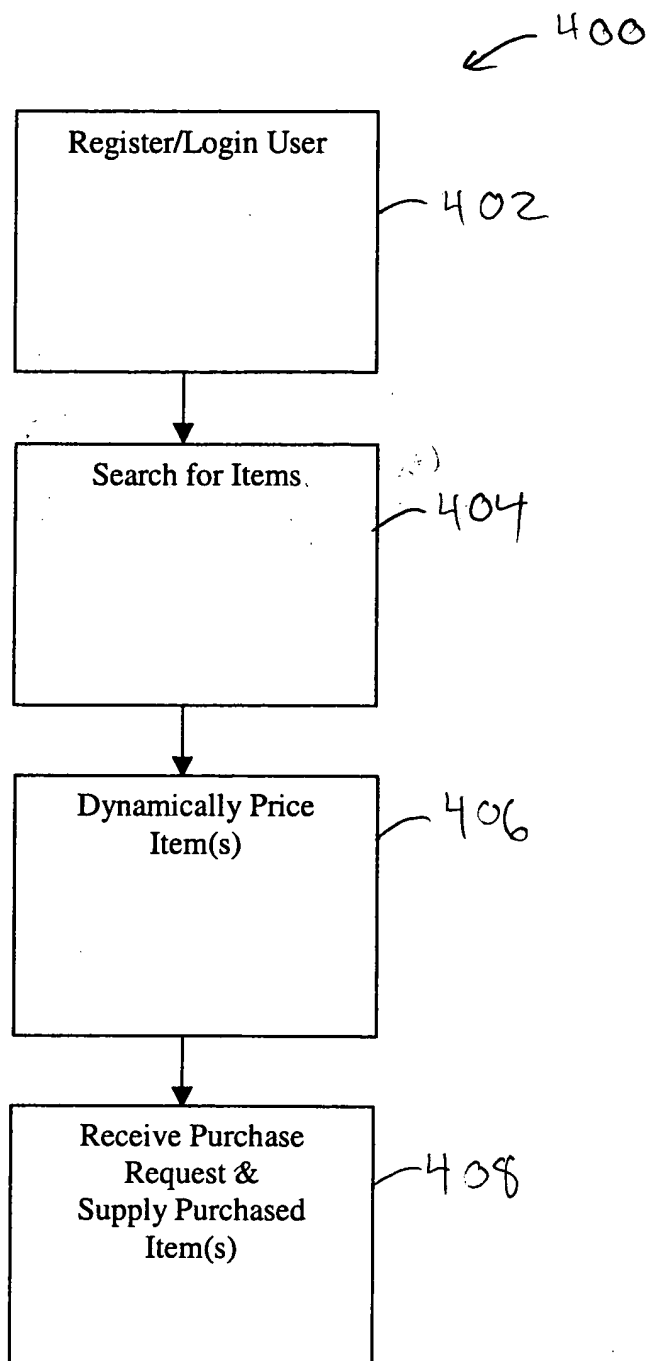 400
Register/Login User
402
Search for Items
404
Dynamically Price
Item(s)
406
Receive Purchase
Request &
Supply Purchased
Item(s)
408